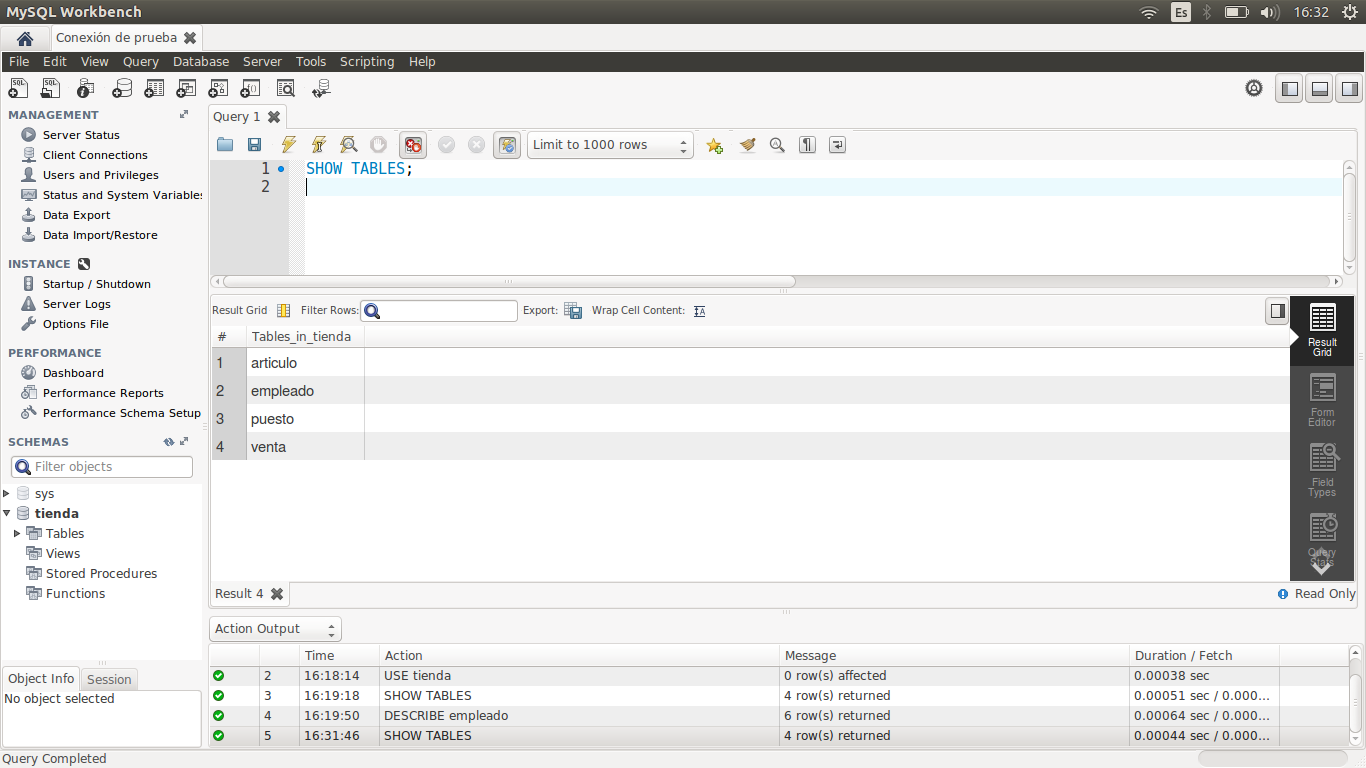 MySQL Workbench
Es
16:32
Conexión de prueba
File Edit View Query Database Server Tools Scripting Help
MANAGEMENT
Server Status
Client Connections
Users and Privileges
Status and System Variable
Data Export
Data Import/Restore
INSTANCE
Startup / Shutdown
Server Logs
Options File
PERFORMANCE
Dashboard
Performance Reports
Performance Schema Setup
SCHEMAS
Filter objects
sys
tienda
Tables
Views
Stored Procedures
Functions
Object Info Session
No object selected
Query 1
Limit to 1000 rows
1 SHOW TABLES;
2
Result Grid Filter Rows: Export: Wrap Cell Content:
# Tables_in_tienda
1 articulo
2 empleado
3 puesto
4 venta
Result
Grid
Form
Editor
Field
Types
Query
Stats
Result 4
Read Only
Action Output
Time Action Message Duration / Fetch
2 16:18:14 USE tienda 0 row(s) affected 0.00038 sec
3 16:19:18 SHOW TABLES 4 row(s) returned 0.00051 sec / 0.000...
4 16:19:50 DESCRIBE empleado 6 row(s) returned 0.00064 sec / 0.000...
5 16:31:46 SHOW TABLES 4 row(s) returned 0.00044 sec / 0.000...
Query Completed